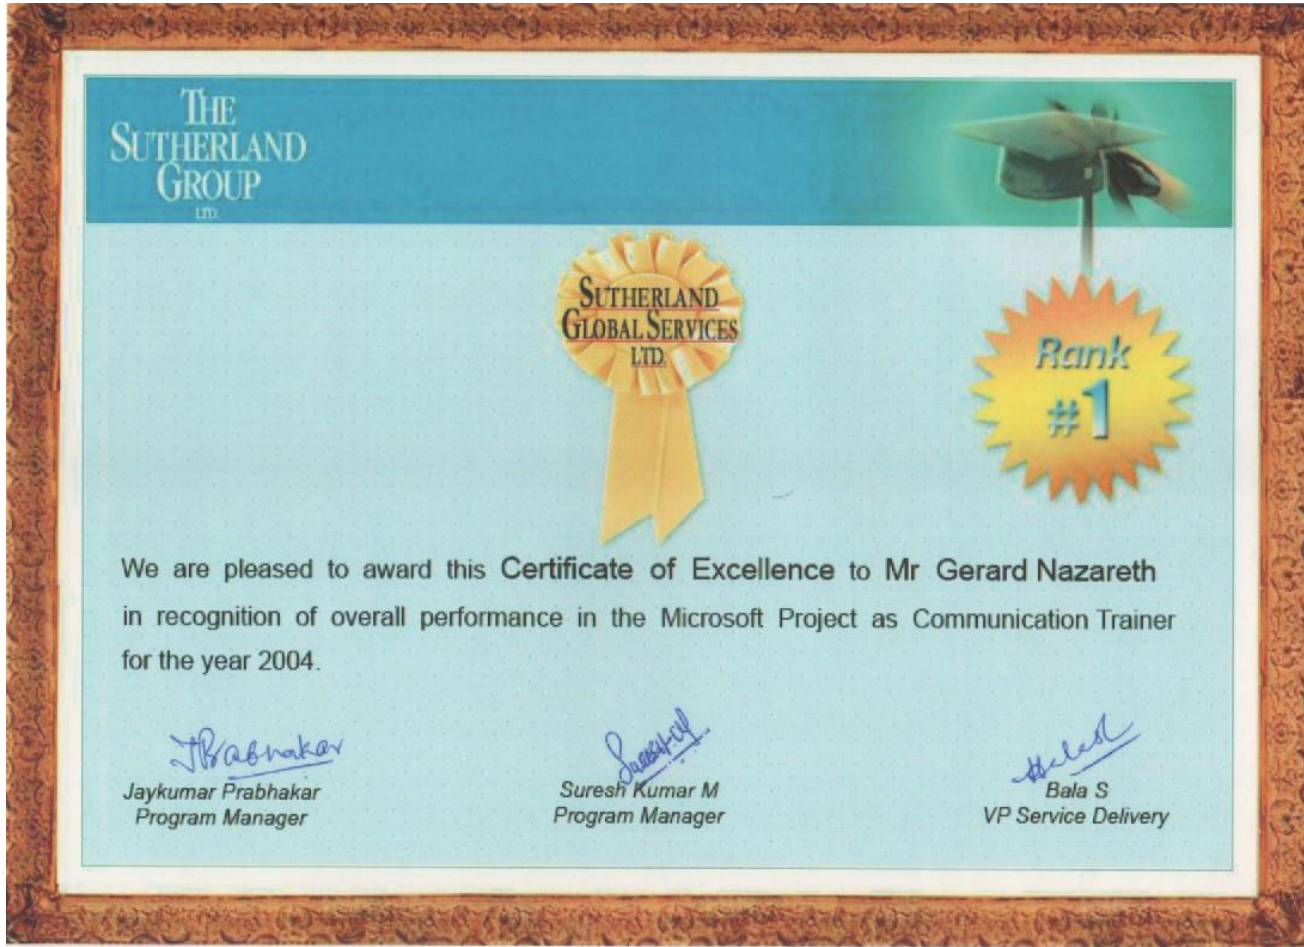 THE
SUTHERLAND
GROUP
LTD.
SUTHERLAND
GLOBAL SERVICES
LTD.
Rank
#1
We are pleased to award this Certificate of Excellence to Mr Gerard Nazareth
in recognition of overall performance in the Microsoft Project as Communication Trainer
for the year 2004.
JPrabhakar
Jaykumar Prabhakar
Program Manager
Suresh Kumar M
Program Manager
Bala S
VP Service Delivery